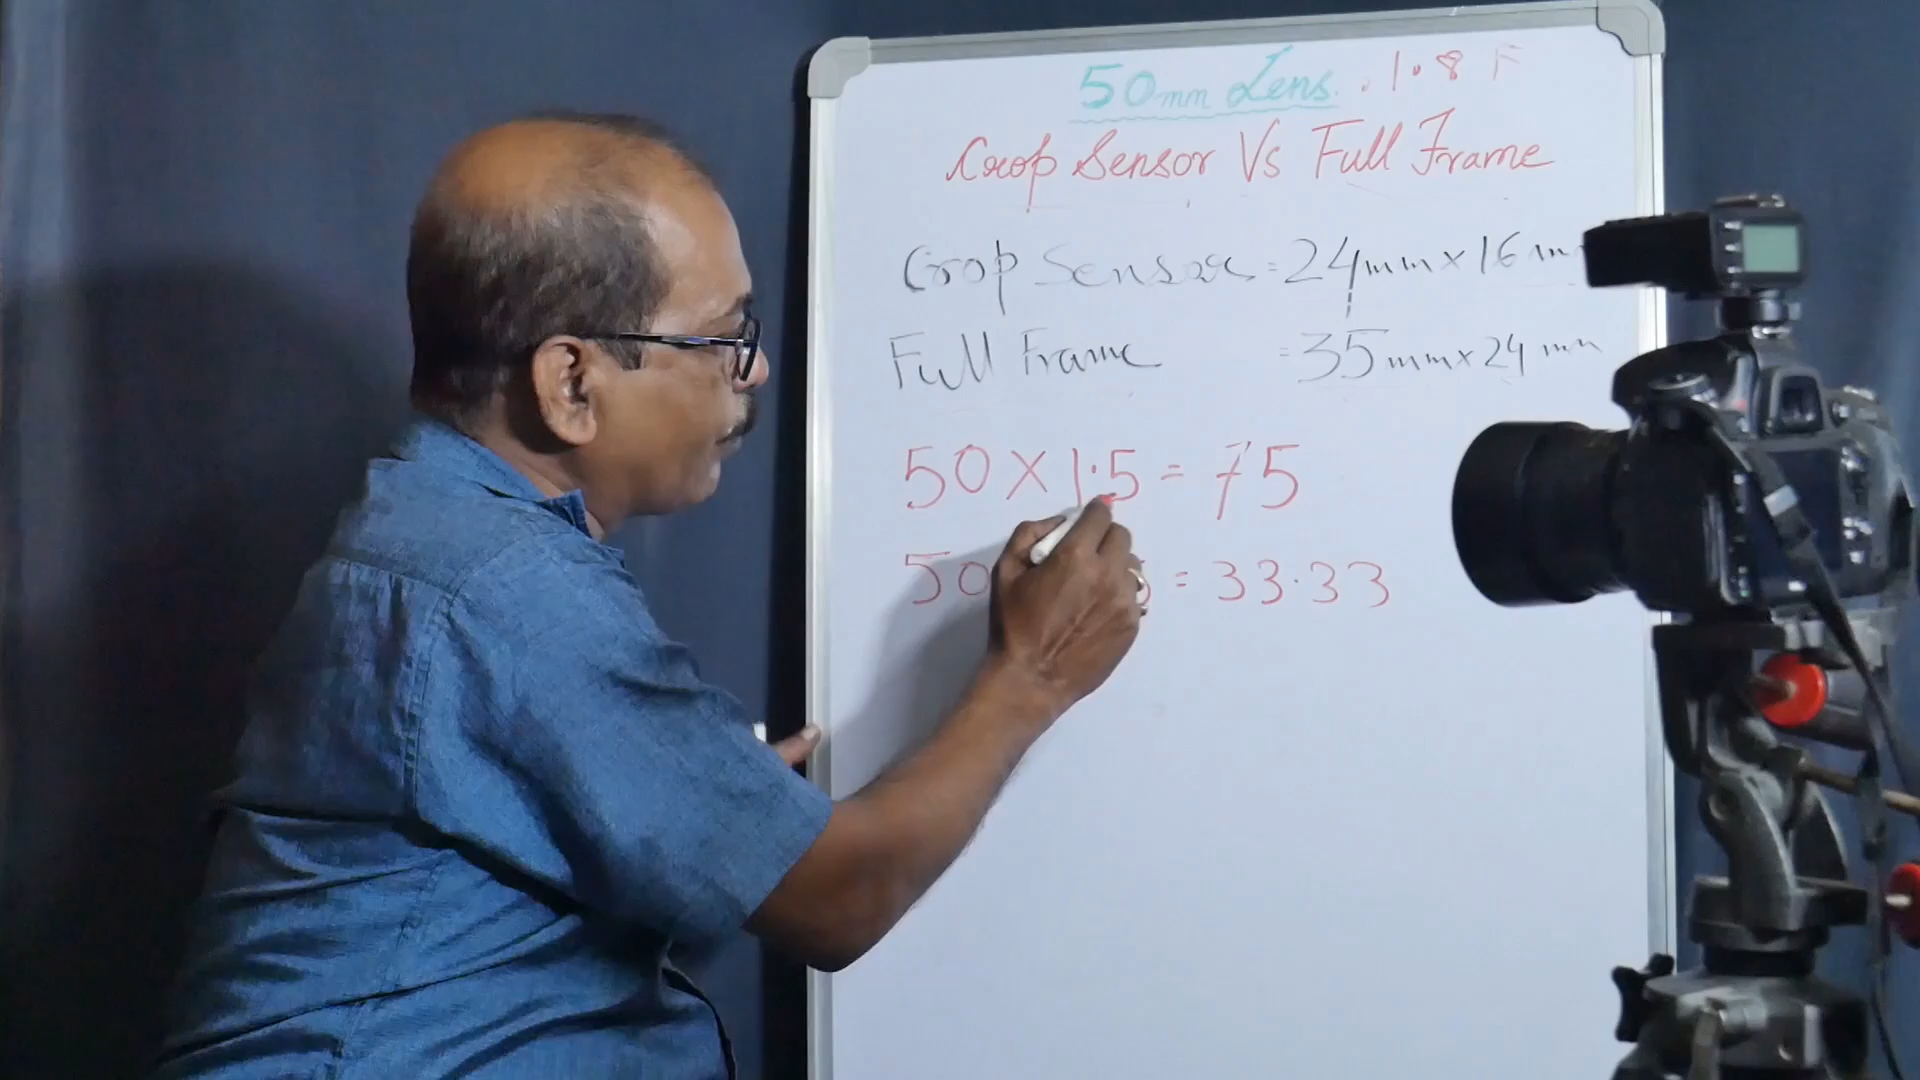 50mm Lens. 1.8 F
Crop Sensor Vs Full Frame
Crop Sensor = 24mm x 16 m
Full Frame = 35mm x 24 mm
50 X 1.5 = 75
50 = 33.33